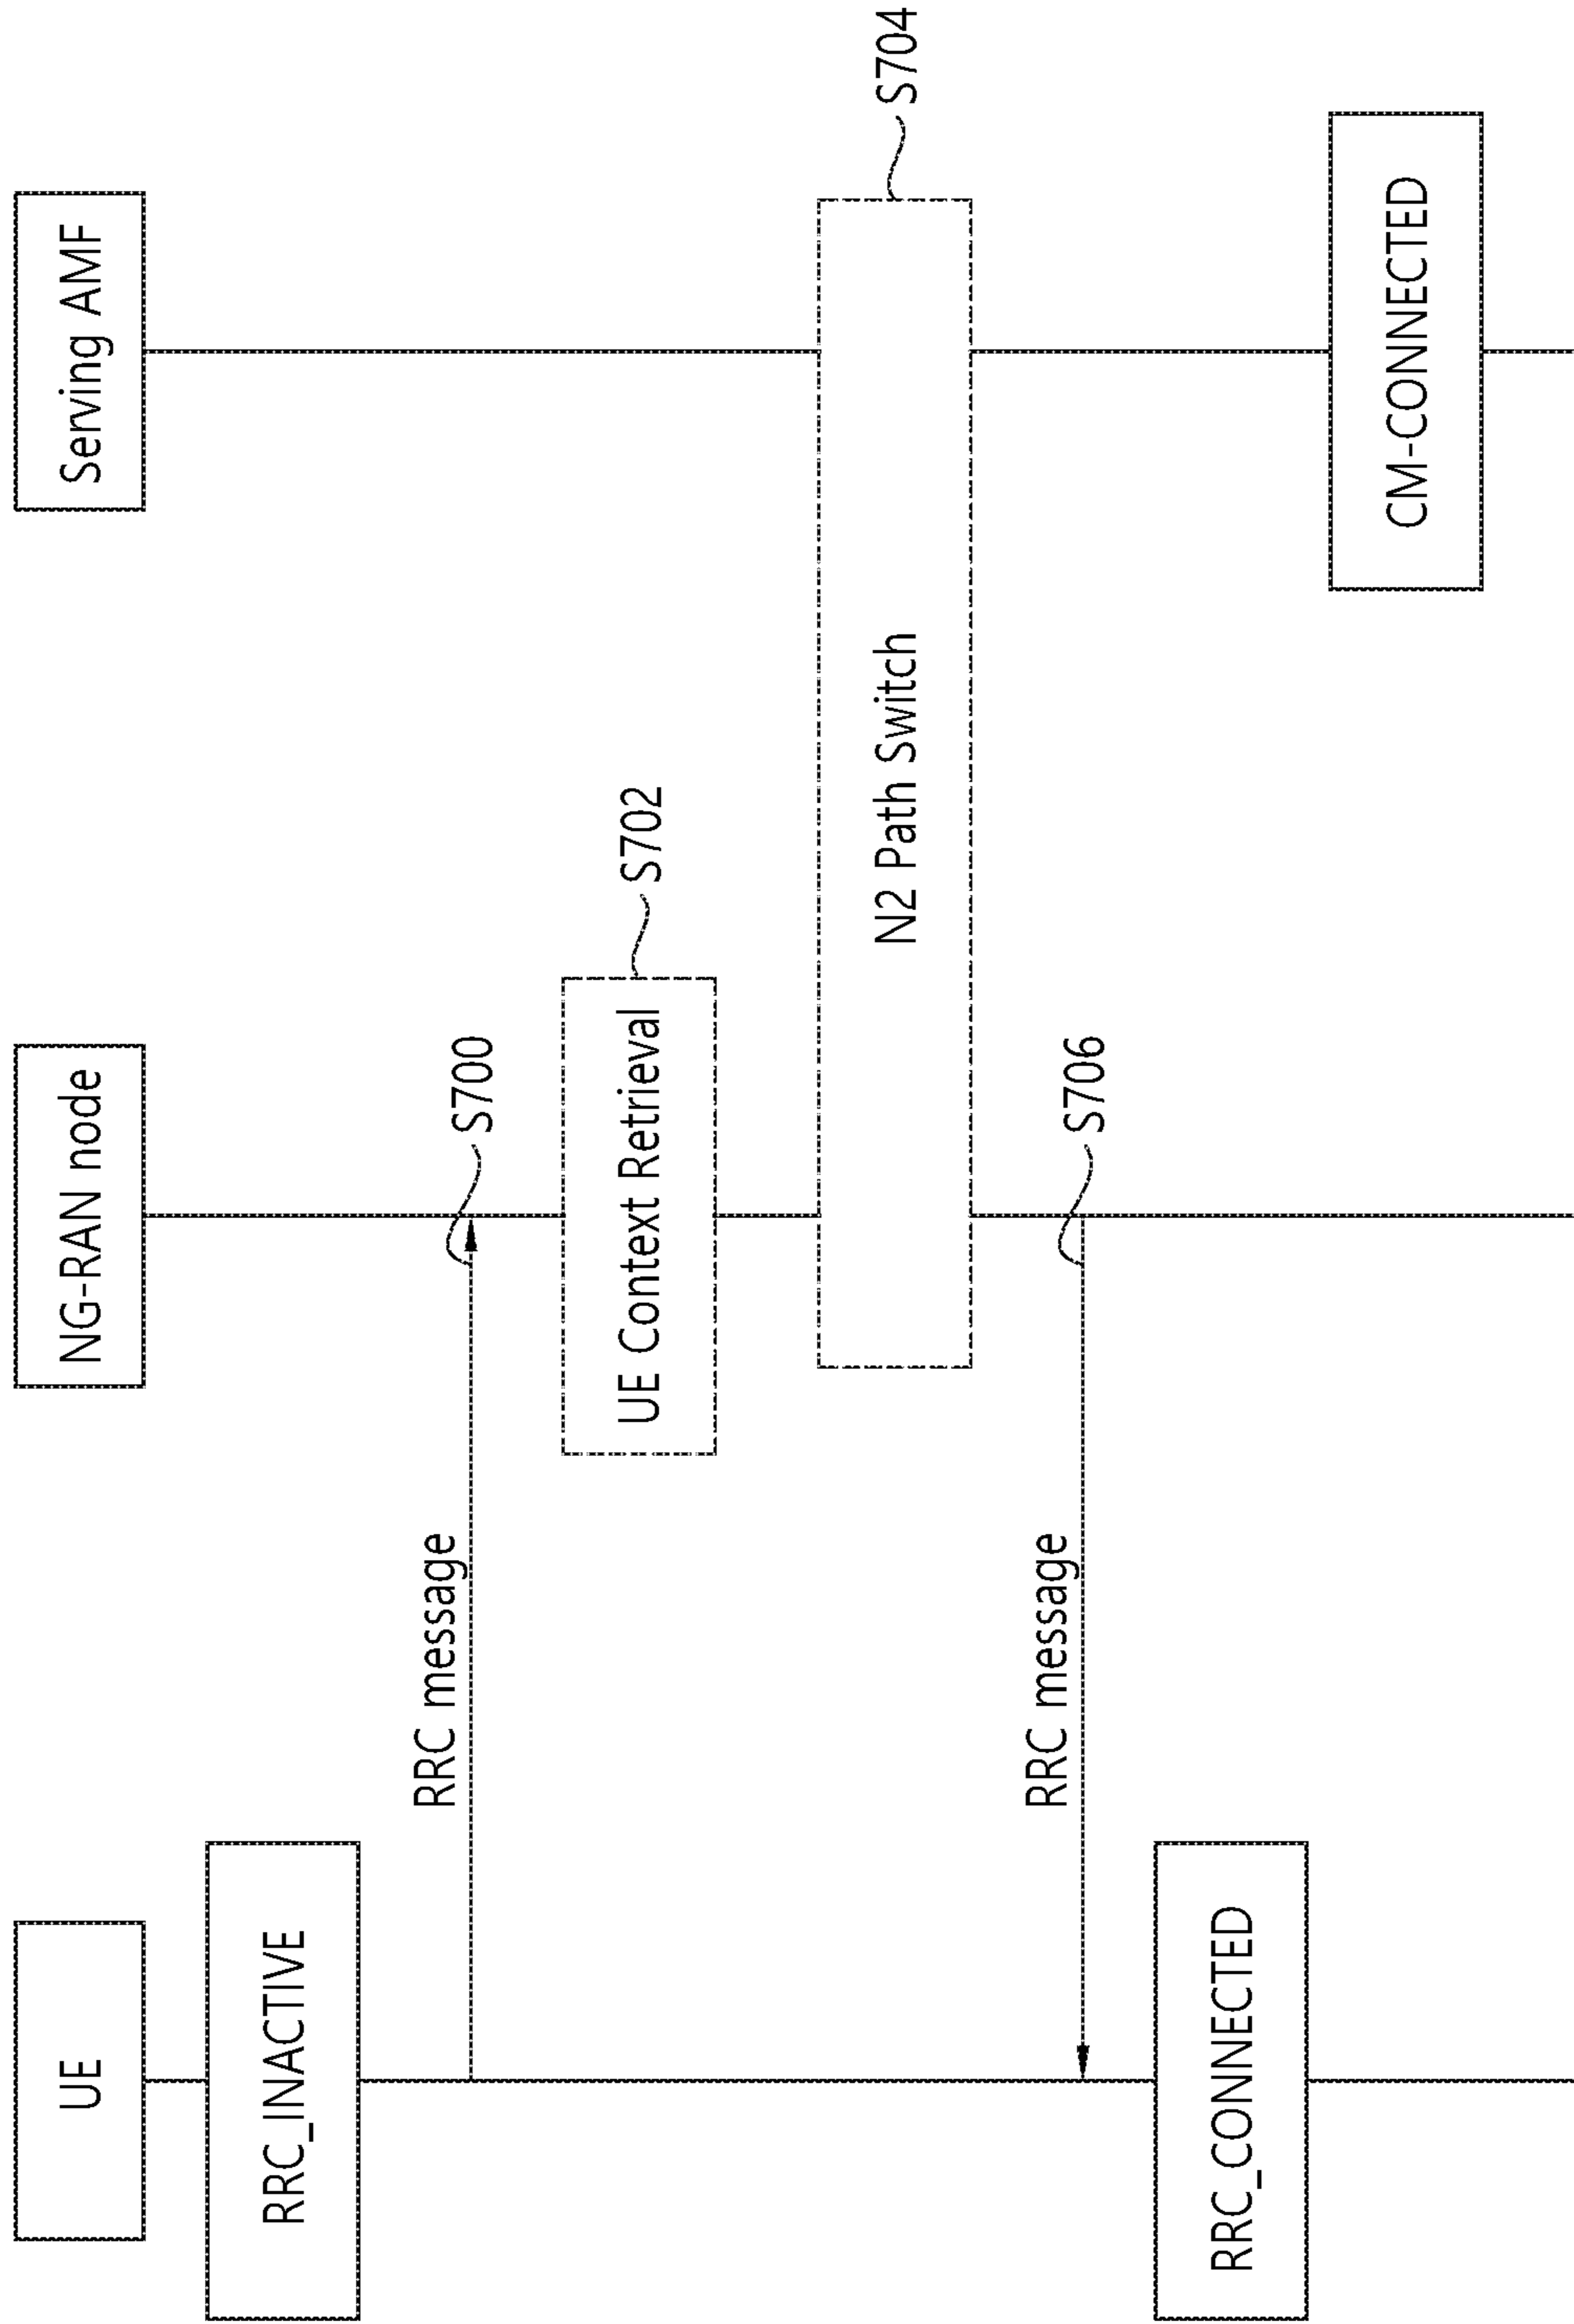 UE
NG-RAN node
Serving AMF
RRC_INACTIVE
RRC message
S700
UE Context Retrieval
S702
N2 Path Switch
S704
RRC message
S706
RRC_CONNECTED
CM-CONNECTED